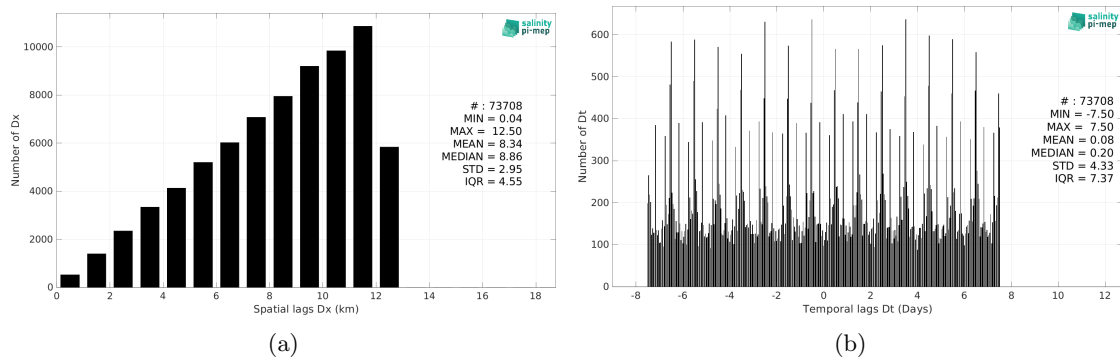 salinity
pi-mep
10000
8000
6000
4000
2000
0
Number of Dx
# : 73708
MIN = 0.04
MAX = 12.50
MEAN = 8.34
MEDIAN = 8.86
STD = 2.95
IQR = 4.55
0 2 4 6 8 10 12 14 16 18
Spatial lags Dx (km)
(a)
salinity
pi-mep
600
500
400
300
200
100
0
Number of Dt
# : 73708
MIN = -7.50
MAX = 7.50
MEAN = 0.08
MEDIAN = 0.20
STD = 4.33
IQR = 7.37
-8 -6 -4 -2 0 2 4 6 8 10 12
Temporal lags Dt (Days)
(b)